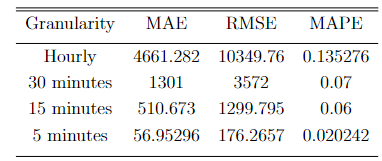 Granularity MAE RMSE MAPE
Hourly 4661.282 10349.76 0.135276
30 minutes 1301 3572 0.07
15 minutes 510.673 1299.795 0.06
5 minutes 56.95296 176.2657 0.020242